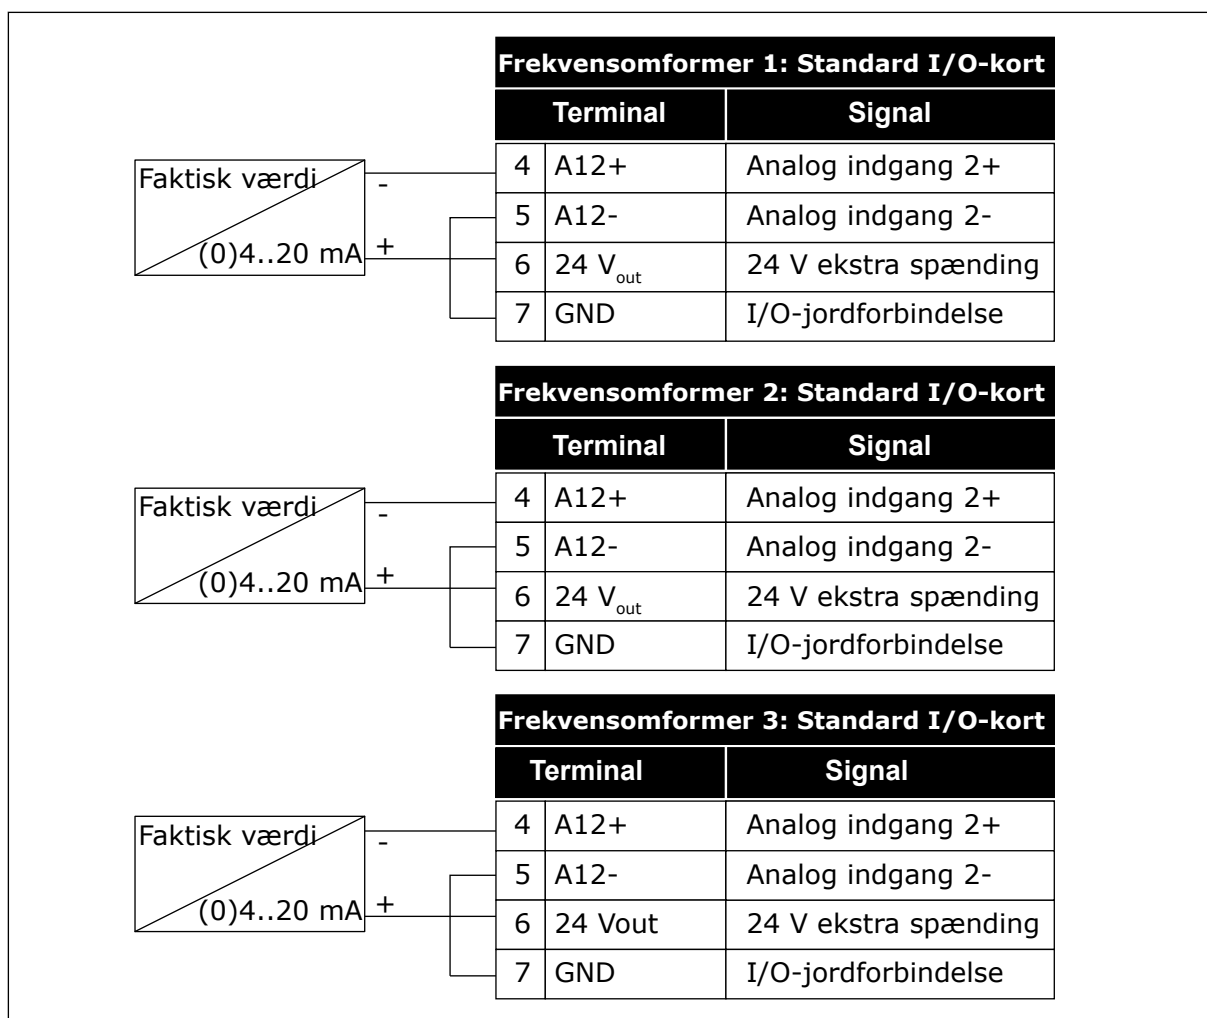 Frekvensomformer 1: Standard I/O-kort
Terminal Signal
Faktisk værdi - 4 A12+ Analog indgang 2+
5 A12- Analog indgang 2-
(0)4..20 mA + 6 24 Vout 24 V ekstra spænding
7 GND I/O-jordforbindelse
Frekvensomformer 2: Standard I/O-kort
Terminal Signal
Faktisk værdi - 4 A12+ Analog indgang 2+
5 A12- Analog indgang 2-
(0)4..20 mA + 6 24 Vout 24 V ekstra spænding
7 GND I/O-jordforbindelse
Frekvensomformer 3: Standard I/O-kort
Terminal Signal
Faktisk værdi - 4 A12+ Analog indgang 2+
5 A12- Analog indgang 2-
(0)4..20 mA + 6 24 Vout 24 V ekstra spænding
7 GND I/O-jordforbindelse